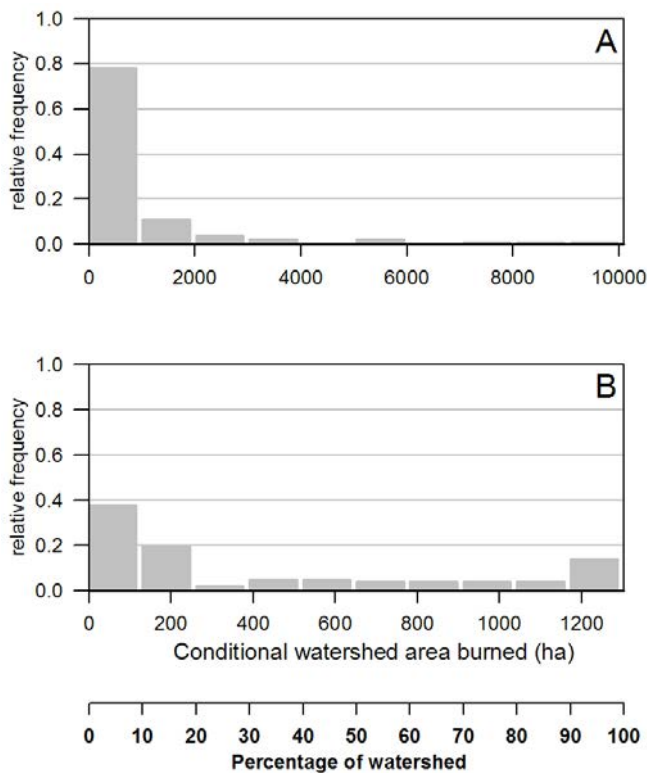 1.0
A
0.8
0.6
0.4
0.2
0.0
relative frequency
0 2000 4000 6000 8000 10000
1.0
B
0.8
0.6
0.4
0.2
0.0
relative frequency
0 200 400 600 800 1000 1200
Conditional watershed area burned (ha)
0 10 20 30 40 50 60 70 80 90 100
Percentage of watershed